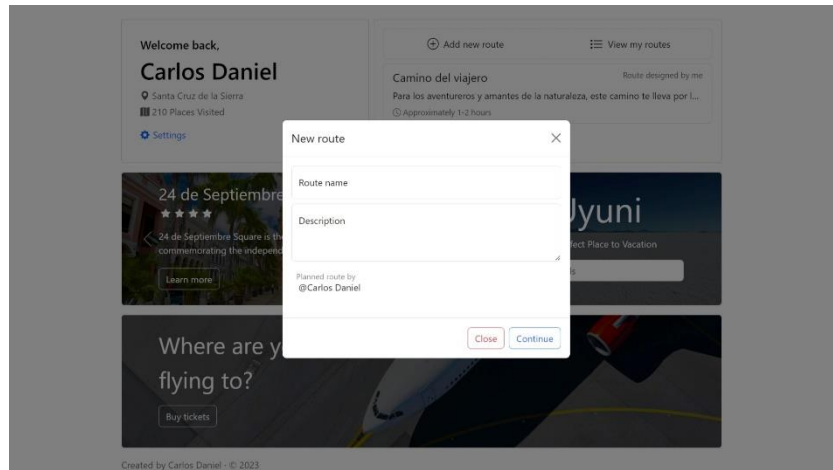 Welcome back,
Carlos Daniel
Santa Cruz de la Sierra
210 Places Visited
Settings
Add new route
View my routes
Camino del viajero
Route designed by me
Para los aventureros y amantes de la naturaleza, este camino te lleva por l...
Approximately 1-2 hours
New route
Route name
Description
Planned route by
@Carlos Daniel
Close
Continue
24 de Septiembre
24 de Septiembre Square is the
commemorating the independ
Learn more
Uyuni
fect Place to Vacation
ls
Where are y
flying to?
Buy tickets
Created by Carlos Daniel · © 2023